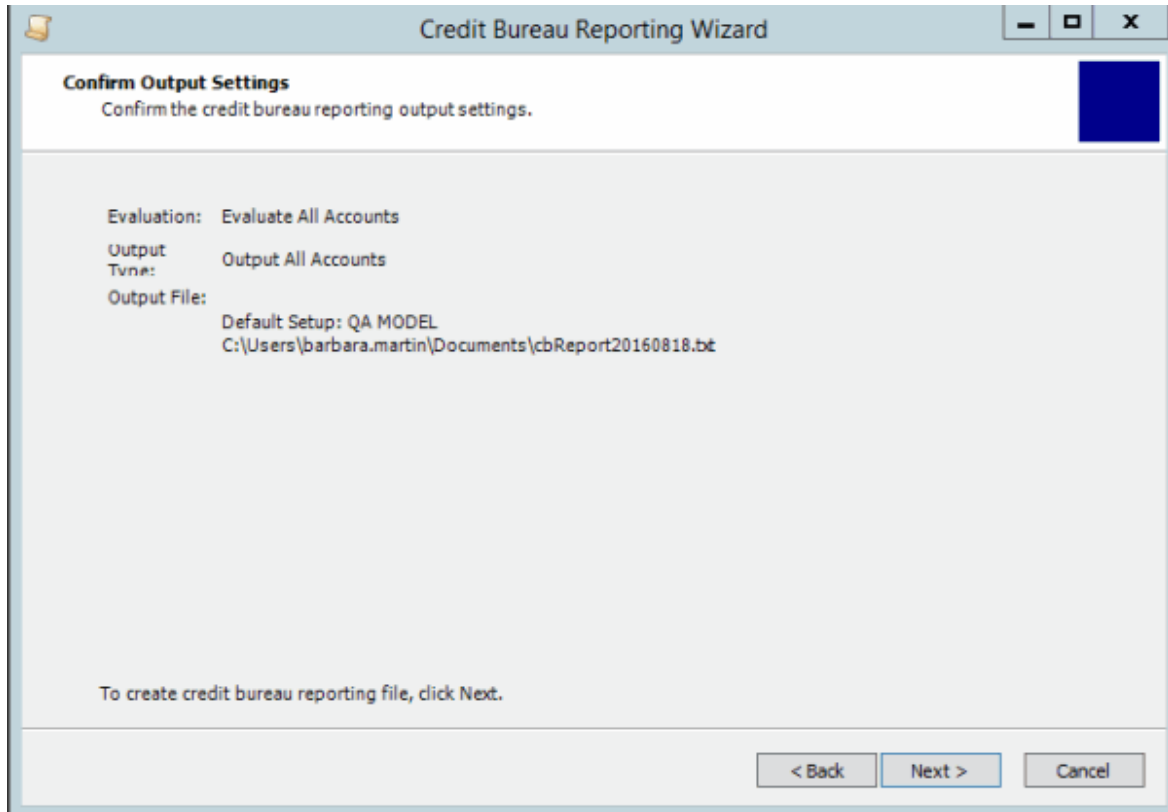 Credit Bureau Reporting Wizard
Confirm Output Settings
Confirm the credit bureau reporting output settings.
Evaluation: Evaluate All Accounts
Output
Type: Output All Accounts
Output File:
Default Setup: QA MODEL
C:\Users\barbara.martin\Documents\cbReport20160818.txt
To create credit bureau reporting file, click Next.
< Back Next > Cancel